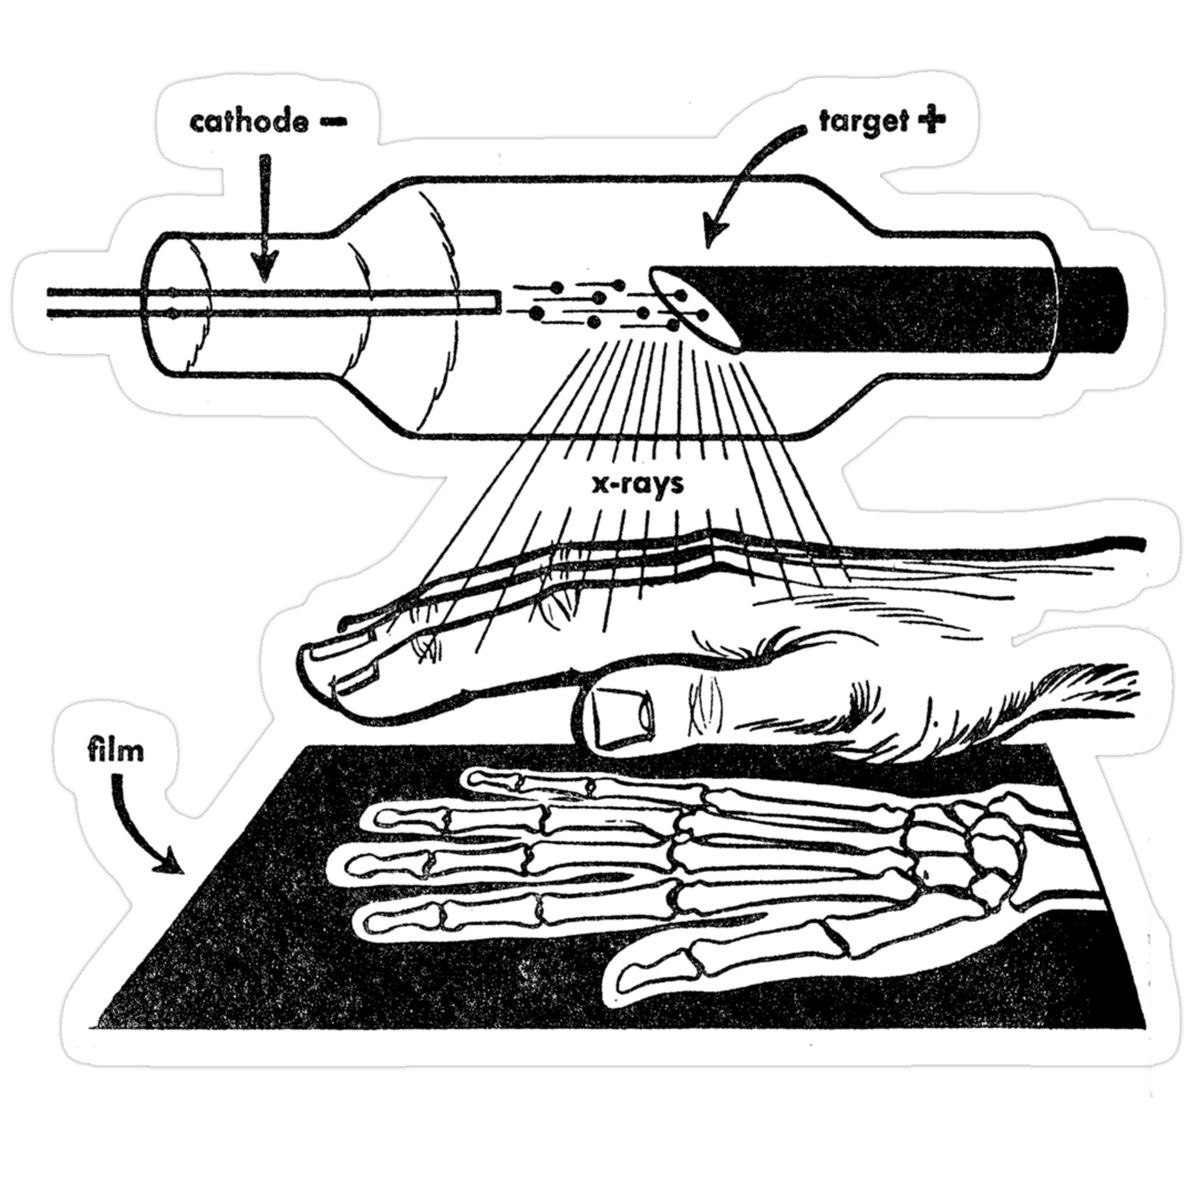 cathode −
target +
x-rays
film